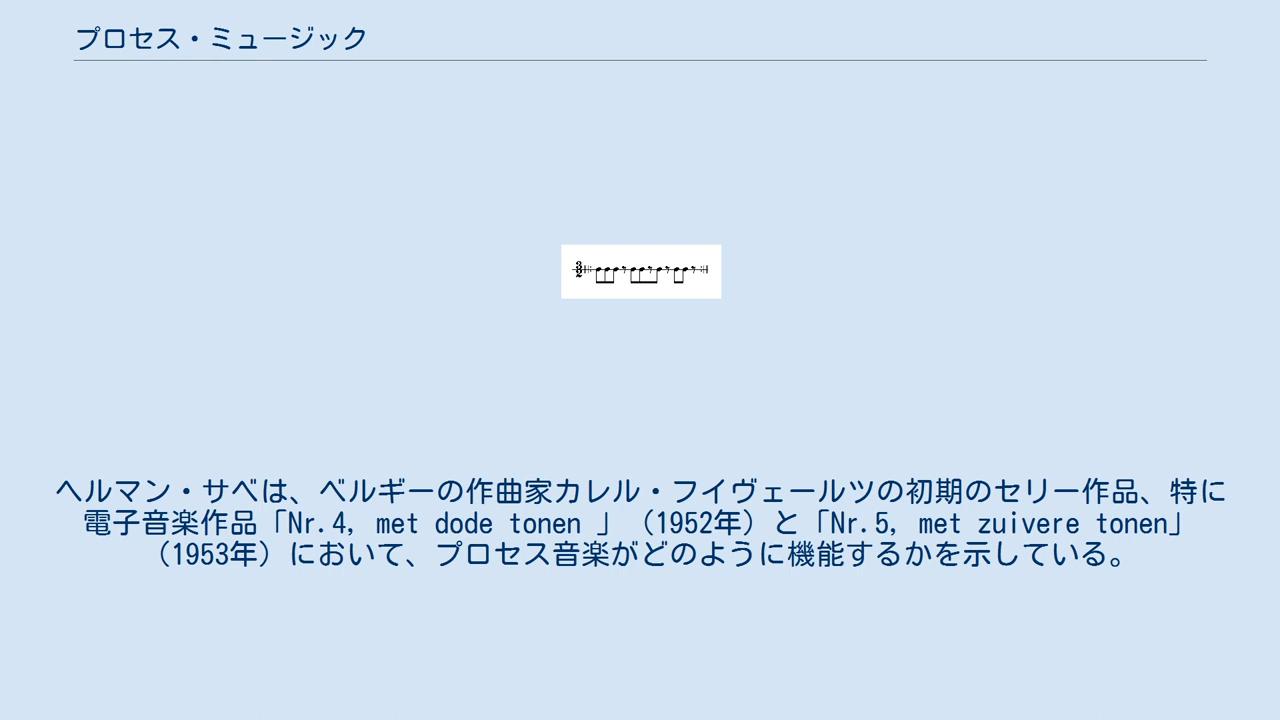 プロセス・ミュージック
ヘルマン・サベは、ベルギーの作曲家カレル・フイヴェールツの初期のセリー作品、特に
電子音楽作品「Nr.4, met dode tonen 」（1952年）と「Nr.5, met zuivere tonen」
（1953年）において、プロセス音楽がどのように機能するかを示している。